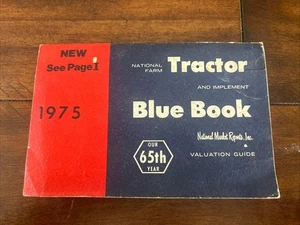 NEW
See Page 1
1975
NATIONAL
FARM
Tractor
AND IMPLEMENT
Blue Book
OUR
65th
YEAR
National Market Reports, Inc.
VALUATION GUIDE